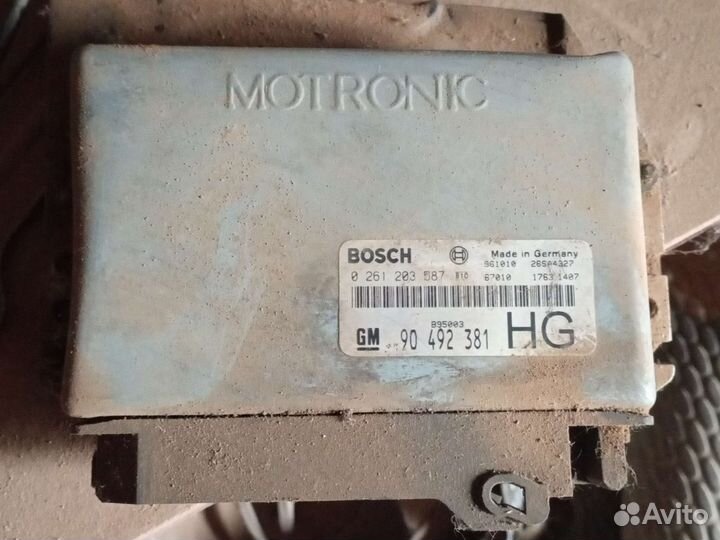 MOTRONIC
BOSCH Made in Germany
961010 26SA4327
0 261 203 587 67010 1763 1407
895003
GM 90 492 381 HG
Avito